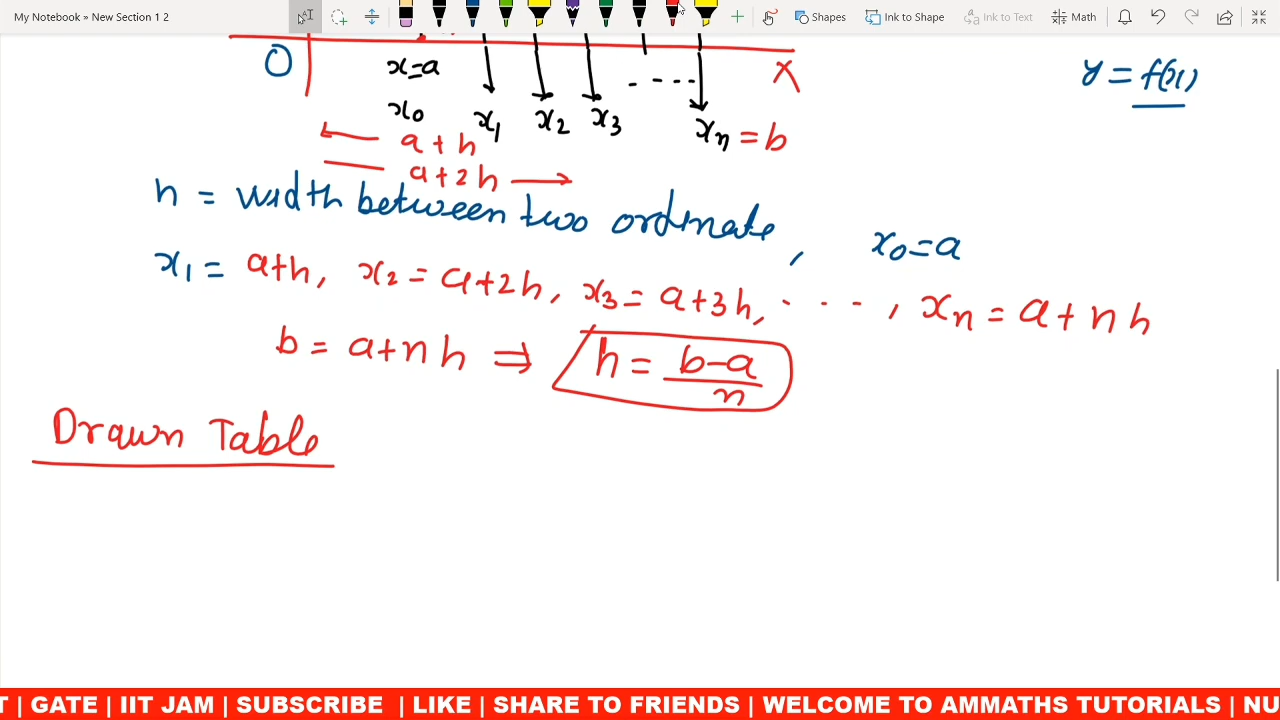 My Notebook » New Section 1 2
Shapes
Ink to Shape
Ink to Text
Math
O
x=a
x
y = f(x)
x₀ x₁ x₂ x₃ - - - - xₙ = b
a + h
a+2h
h = width between two ordinate, x₀=a
x₁ = a+h, x₂ = a+2h, x₃ = a+3h, - - -, xₙ = a+nh
b = a+nh ⇒ h = b-a/n
Drawn Table
T | GATE | IIT JAM | SUBSCRIBE | LIKE | SHARE TO FRIENDS | WELCOME TO AMMATHS TUTORIALS | NU